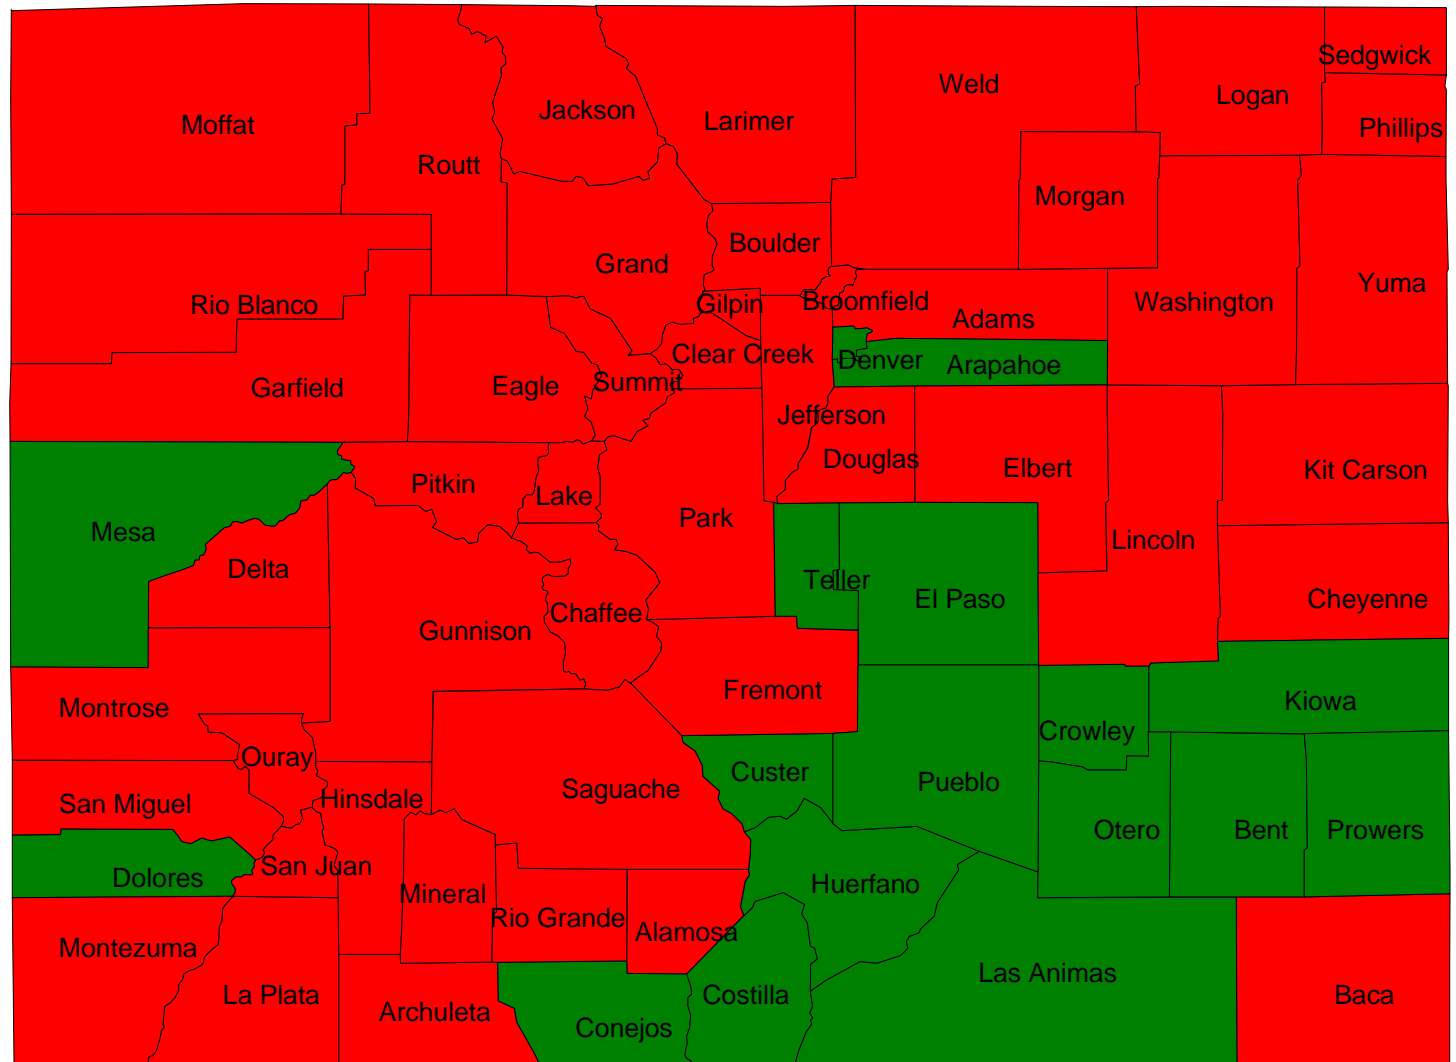 Sedgwick
Weld
Logan
Jackson
Larimer
Moffat
Phillips
Routt
Morgan
Boulder
Grand
Yuma
Rio Blanco
Gilpin
Broomfield
Washington
Adams
Clear Creek
Denver
Arapahoe
Garfield
Eagle
Summit
Jefferson
Douglas
Elbert
Kit Carson
Pitkin
Lake
Park
Mesa
Lincoln
Delta
Teller
El Paso
Cheyenne
Chaffee
Gunnison
Fremont
Kiowa
Montrose
Crowley
Ouray
Custer
Pueblo
Saguache
Hinsdale
San Miguel
Otero
Bent
Prowers
San Juan
Dolores
Huerfano
Mineral
Rio Grande
Alamosa
Montezuma
Las Animas
La Plata
Costilla
Baca
Archuleta
Conejos